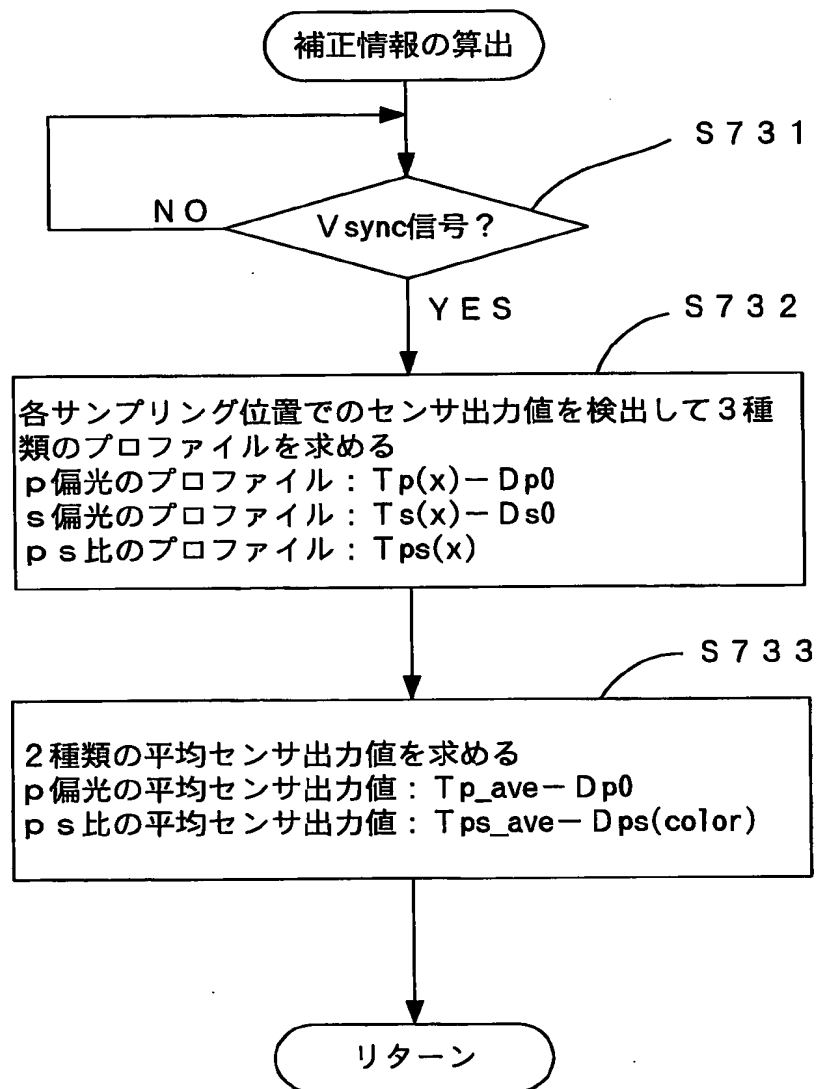 補正情報の算出
S731
Vsync信号？
NO
YES
S732
各サンプリング位置でのセンサ出力値を検出して３種
類のプロファイルを求める
p偏光のプロファイル：Tp(x)－Dp0
s偏光のプロファイル：Ts(x)－Ds0
ps比のプロファイル：Tps(x)
S733
２種類の平均センサ出力値を求める
p偏光の平均センサ出力値：Tp_ave－Dp0
ps比の平均センサ出力値：Tps_ave－Dps(color)
リターン